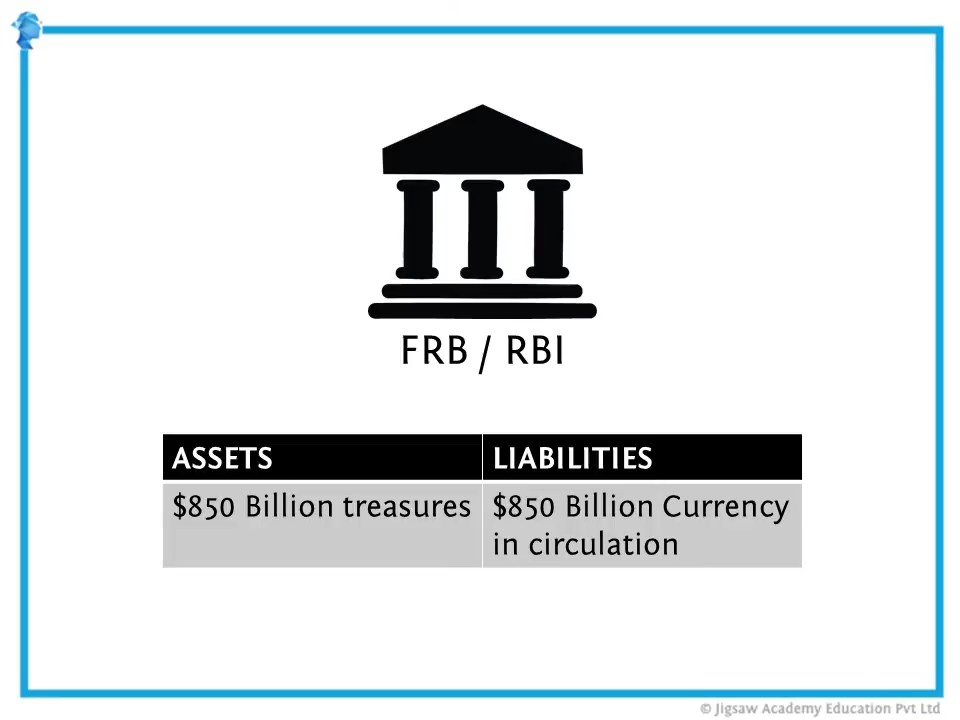 FRB / RBI
ASSETS
LIABILITIES
$850 Billion treasures
$850 Billion Currency
in circulation
© Jigsaw Academy Education Pvt Ltd